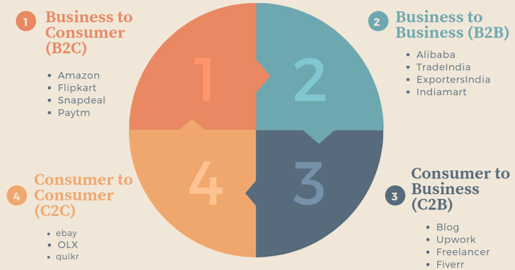 1
Business to
Consumer
(B2C)
• Amazon
• Flipkart
• Snapdeal
• Paytm
2
Business to
Business (B2B)
• Alibaba
• TradeIndia
• ExportersIndia
• Indiamart
1
2
4
3
4
Consumer to
Consumer
(C2C)
• ebay
• OLX
• quikr
3
Consumer to
Business
(C2B)
• Blog
• Upwork
• Freelancer
• Fiverr